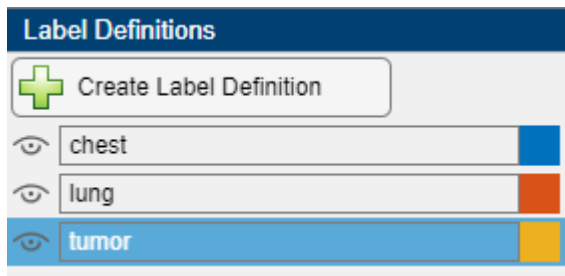 Label Definitions
Create Label Definition
chest
lung
tumor